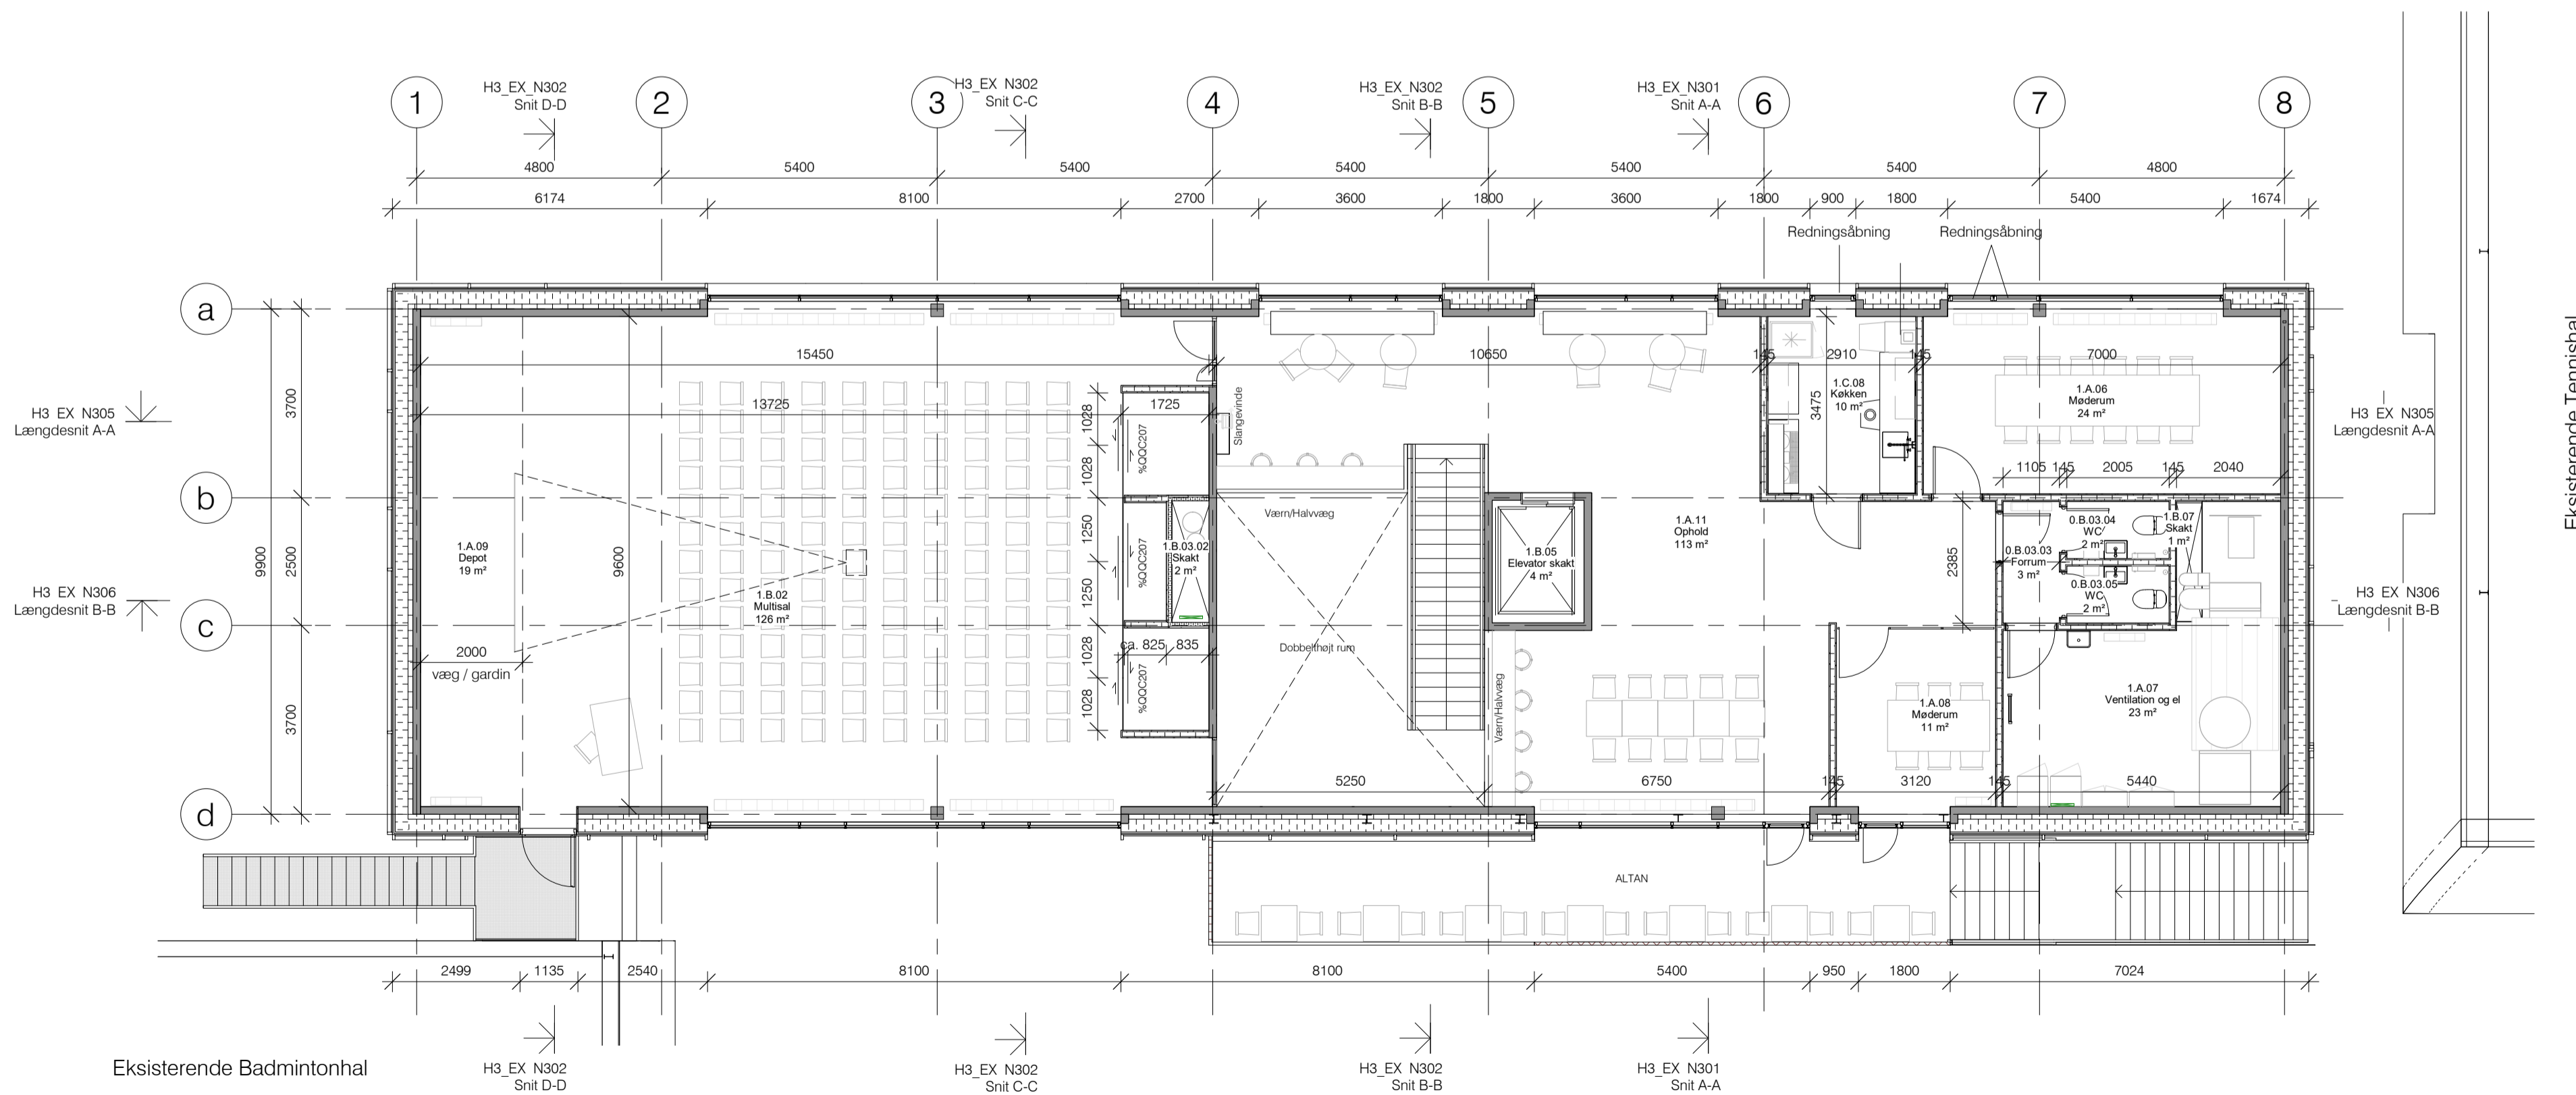 H3_EX_N302
Snit D-D
H3_EX_N302
Snit C-C
H3_EX_N302
Snit B-B
H3_EX_N301
Snit A-A
1
2
3
4
5
6
7
8
4800
5400
5400
5400
5400
5400
4800
6174
8100
2700
3600
1800
3600
1800
900
1800
5400
1674
Redningsåbning
Redningsåbning
a
b
c
d
9900
3700
2500
3700
H3_EX_N305
Længdesnit A-A
H3_EX_N306
Længdesnit B-B
H3_EX_N305
Længdesnit A-A
H3_EX_N306
Længdesnit B-B
Eksisterende Tennishal
15450
10650
145
2910
145
7000
13725
1725
9600
1028
1028
1250
1250
1028
1028
%QQC207
%QQC207
%QQC207
Slangevinde
3475
1.C.08
Køkken
10 m²
1.A.06
Møderum
24 m²
1105
145
2005
145
2040
1.A.09
Depot
19 m²
1.B.02
Multisal
126 m²
1.B.03.02
Skakt
2 m²
Værn/Halvvæg
Dobbelthøjt rum
1.B.05
Elevator skakt
4 m²
1.A.11
Ophold
113 m²
2385
0.B.03.04
WC
2 m²
1.B.07
Skakt
1 m²
0.B.03.03
Forrum
3 m²
0.B.03.05
WC
2 m²
2000
væg / gardin
ca. 825
835
Værn/Halvvæg
1.A.08
Møderum
11 m²
1.A.07
Ventilation og el
23 m²
5250
6750
145
3120
145
5440
ALTAN
2499
1135
2540
8100
8100
5400
950
1800
7024
Eksisterende Badmintonhal
H3_EX_N302
Snit D-D
H3_EX_N302
Snit C-C
H3_EX_N302
Snit B-B
H3_EX_N301
Snit A-A